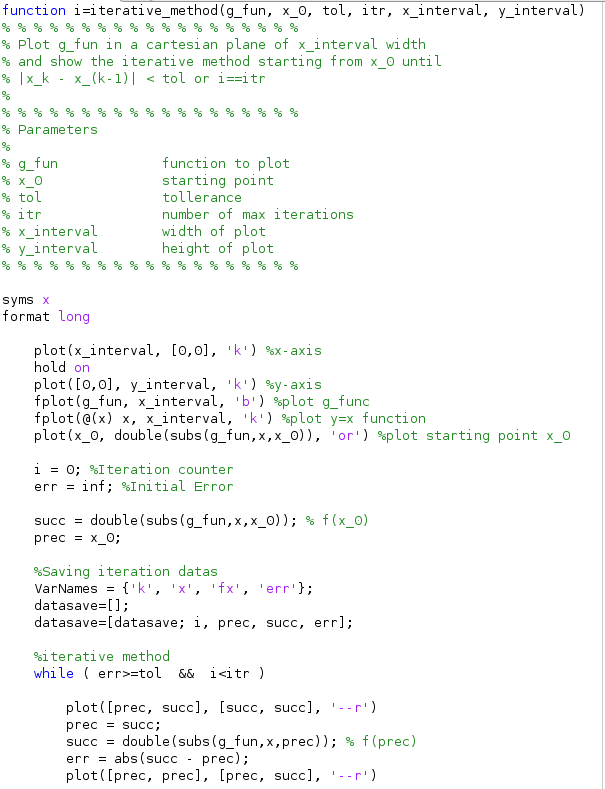 function i=iterative_method(g_fun, x_0, tol, itr, x_interval, y_interval)
% % % % % % % % % % % % % % % % % % %
% Plot g_fun in a cartesian plane of x_interval width
% and show the iterative method starting from x_0 until
% |x_k - x_(k-1)| < tol or i==itr
%
% % % % % % % % % % % % % % % % % % %
% Parameters
%
% g_fun             function to plot
% x_0               starting point
% tol               tollerance
% itr               number of max iterations
% x_interval        width of plot
% y_interval        height of plot
% % % % % % % % % % % % % % % % % % %
syms x
format long
    plot(x_interval, [0,0], 'k') %x-axis
    hold on
    plot([0,0], y_interval, 'k') %y-axis
    fplot(g_fun, x_interval, 'b') %plot g_func
    fplot(@(x) x, x_interval, 'k') %plot y=x function
    plot(x_0, double(subs(g_fun,x,x_0)), 'or') %plot starting point x_0
    i = 0; %Iteration counter
    err = inf; %Initial Error
    succ = double(subs(g_fun,x,x_0)); % f(x_0)
    prec = x_0;
    %Saving iteration datas
    VarNames = {'k', 'x', 'fx', 'err'};
    datasave=[];
    datasave=[datasave; i, prec, succ, err];
    %iterative method
    while ( err>=tol  &&  i<itr )
        plot([prec, succ], [succ, succ], '--r')
        prec = succ;
        succ = double(subs(g_fun,x,prec)); % f(prec)
        err = abs(succ - prec);
        plot([prec, prec], [prec, succ], '--r')